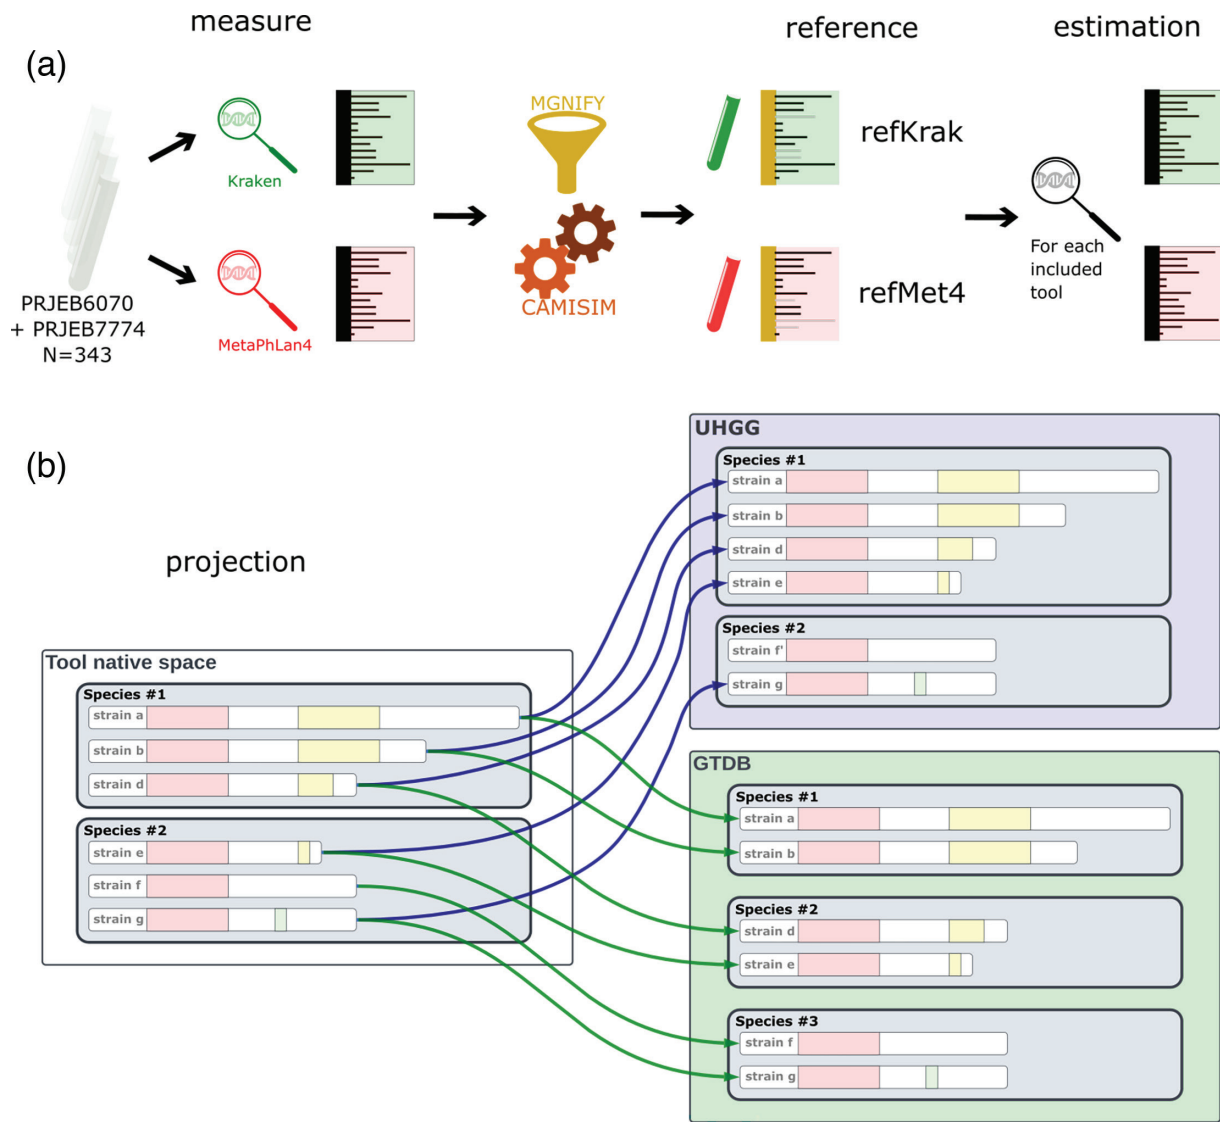 measure
reference
estimation
(a)
MGNIFY
refKrak
Kraken
For each
included
tool
refMet4
PRJEB6070
+ PRJEB7774
N=343
MetaPhLan4
CAMISIM
(b)
projection
UHGG
Species #1
strain a
strain b
strain d
strain e
Species #2
strain f'
strain g
Tool native space
Species #1
strain a
strain b
strain d
Species #2
strain e
strain f
strain g
GTDB
Species #1
strain a
strain b
Species #2
strain d
strain e
Species #3
strain f
strain g